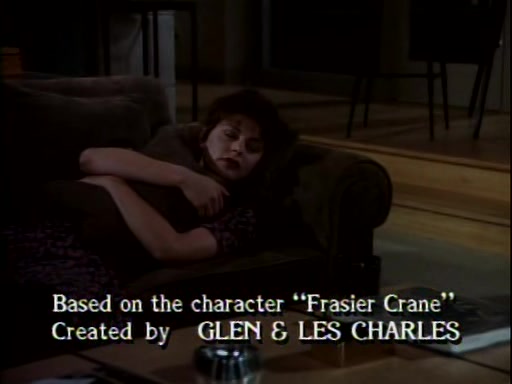 Based on the character “Frasier Crane”
Created by GLEN & LES CHARLES